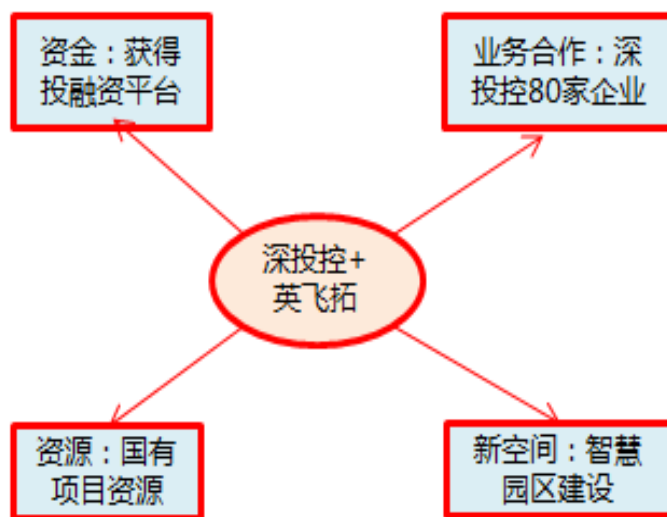 资金：获得
投融资平台
业务合作：深
投控80家企业
深投控+
英飞拓
资源：国有
项目资源
新空间：智慧
园区建设